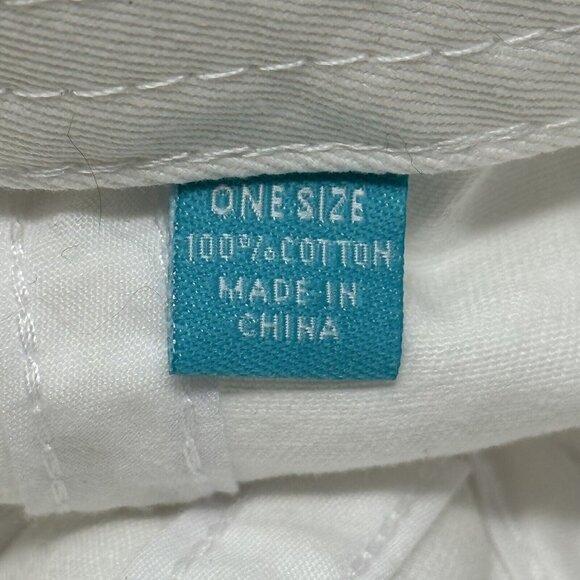 ONE SIZE
100% COTTON
MADE IN
CHINA